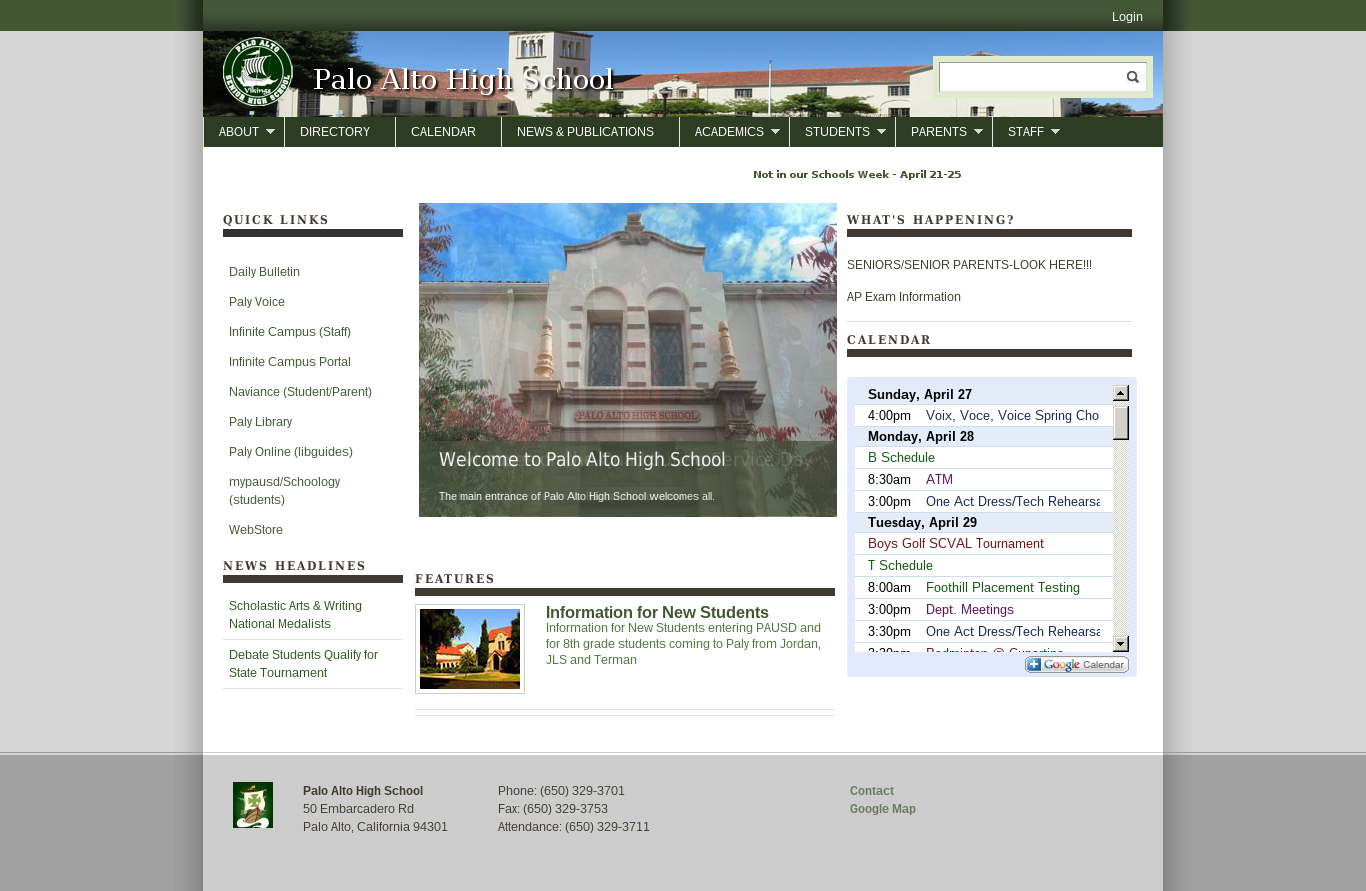 Login
PALO ALTO
Vikings
SENIOR HIGH SCHOOL
Palo Alto High School
ABOUT DIRECTORY CALENDAR NEWS & PUBLICATIONS ACADEMICS STUDENTS PARENTS STAFF
Not in our Schools Week - April 21-25
QUICK LINKS
Daily Bulletin
Paly Voice
Infinite Campus (Staff)
Infinite Campus Portal
Naviance (Student/Parent)
Paly Library
Paly Online (libguides)
mypausd/Schoology
(students)
WebStore
NEWS HEADLINES
Scholastic Arts & Writing
National Medalists
Debate Students Qualify for
State Tournament
PALO ALTO HIGH SCHOOL
Welcome to Palo Alto High School
The main entrance of Palo Alto High School welcomes all.
FEATURES
Information for New Students
Information for New Students entering PAUSD and
for 8th grade students coming to Paly from Jordan,
JLS and Terman
WHAT'S HAPPENING?
SENIORS/SENIOR PARENTS-LOOK HERE!!!
AP Exam Information
CALENDAR
Sunday, April 27
4:00pm Voix, Voce, Voice Spring Cho
Monday, April 28
B Schedule
8:30am ATM
3:00pm One Act Dress/Tech Rehearsa
Tuesday, April 29
Boys Golf SCVAL Tournament
T Schedule
8:00am Foothill Placement Testing
3:00pm Dept. Meetings
3:30pm One Act Dress/Tech Rehearsa
3:30pm Badminton @ Cupertino
Google Calendar
Palo Alto High School
50 Embarcadero Rd
Palo Alto, California 94301
Phone: (650) 329-3701
Fax: (650) 329-3753
Attendance: (650) 329-3711
Contact
Google Map